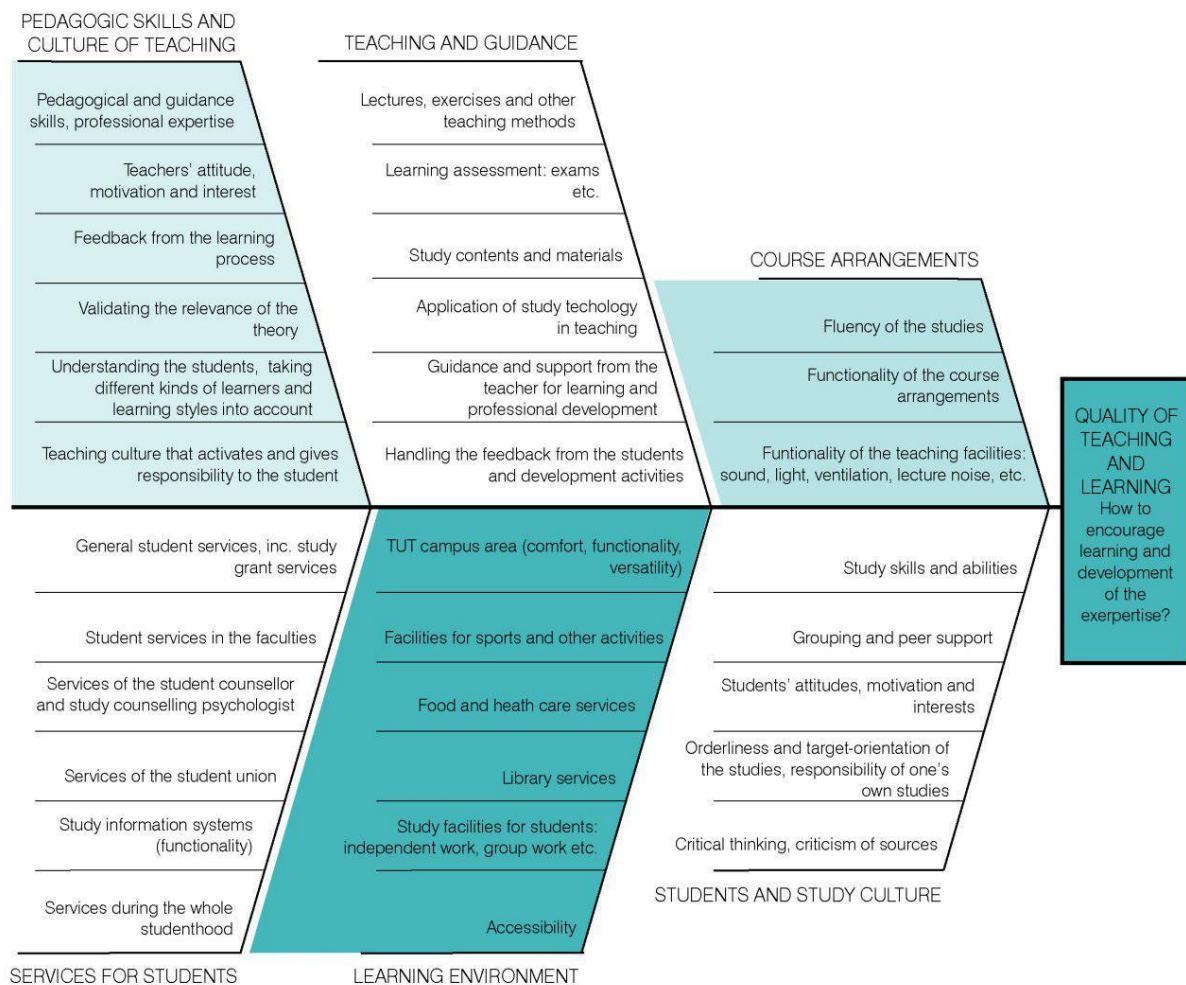 PEDAGOGIC SKILLS AND
CULTURE OF TEACHING
Pedagogical and guidance
skills, professional expertise
Teachers’ attitude,
motivation and interest
Feedback from the learning
process
Validating the relevance of the
theory
Understanding the students, taking
different kinds of learners and
learning styles into account
Teaching culture that activates and gives
responsibility to the student
TEACHING AND GUIDANCE
Lectures, exercises and other
teaching methods
Learning assessment: exams
etc.
Study contents and materials
Application of study techology
in teaching
Guidance and support from the
teacher for learning and
professional development
Handling the feedback from the students
and development activities
COURSE ARRANGEMENTS
Fluency of the studies
Functionality of the course
arrangements
Funtionality of the teaching facilities:
sound, light, ventilation, lecture noise, etc.
QUALITY OF
TEACHING
AND
LEARNING
How to
encourage
learning and
development
of the
exerpertise?
General student services, inc. study
grant services
Student services in the faculties
Services of the student counsellor
and study counselling psychologist
Services of the student union
Study information systems
(functionality)
Services during the whole
studenthood
SERVICES FOR STUDENTS
TUT campus area (comfort, functionality,
versatility)
Facilities for sports and other activities
Food and heath care services
Library services
Study facilities for students:
independent work, group work etc.
Accessibility
LEARNING ENVIRONMENT
Study skills and abilities
Grouping and peer support
Students’ attitudes, motivation and
interests
Orderliness and target-orientation of
the studies, responsibility of one’s
own studies
Critical thinking, criticism of sources
STUDENTS AND STUDY CULTURE